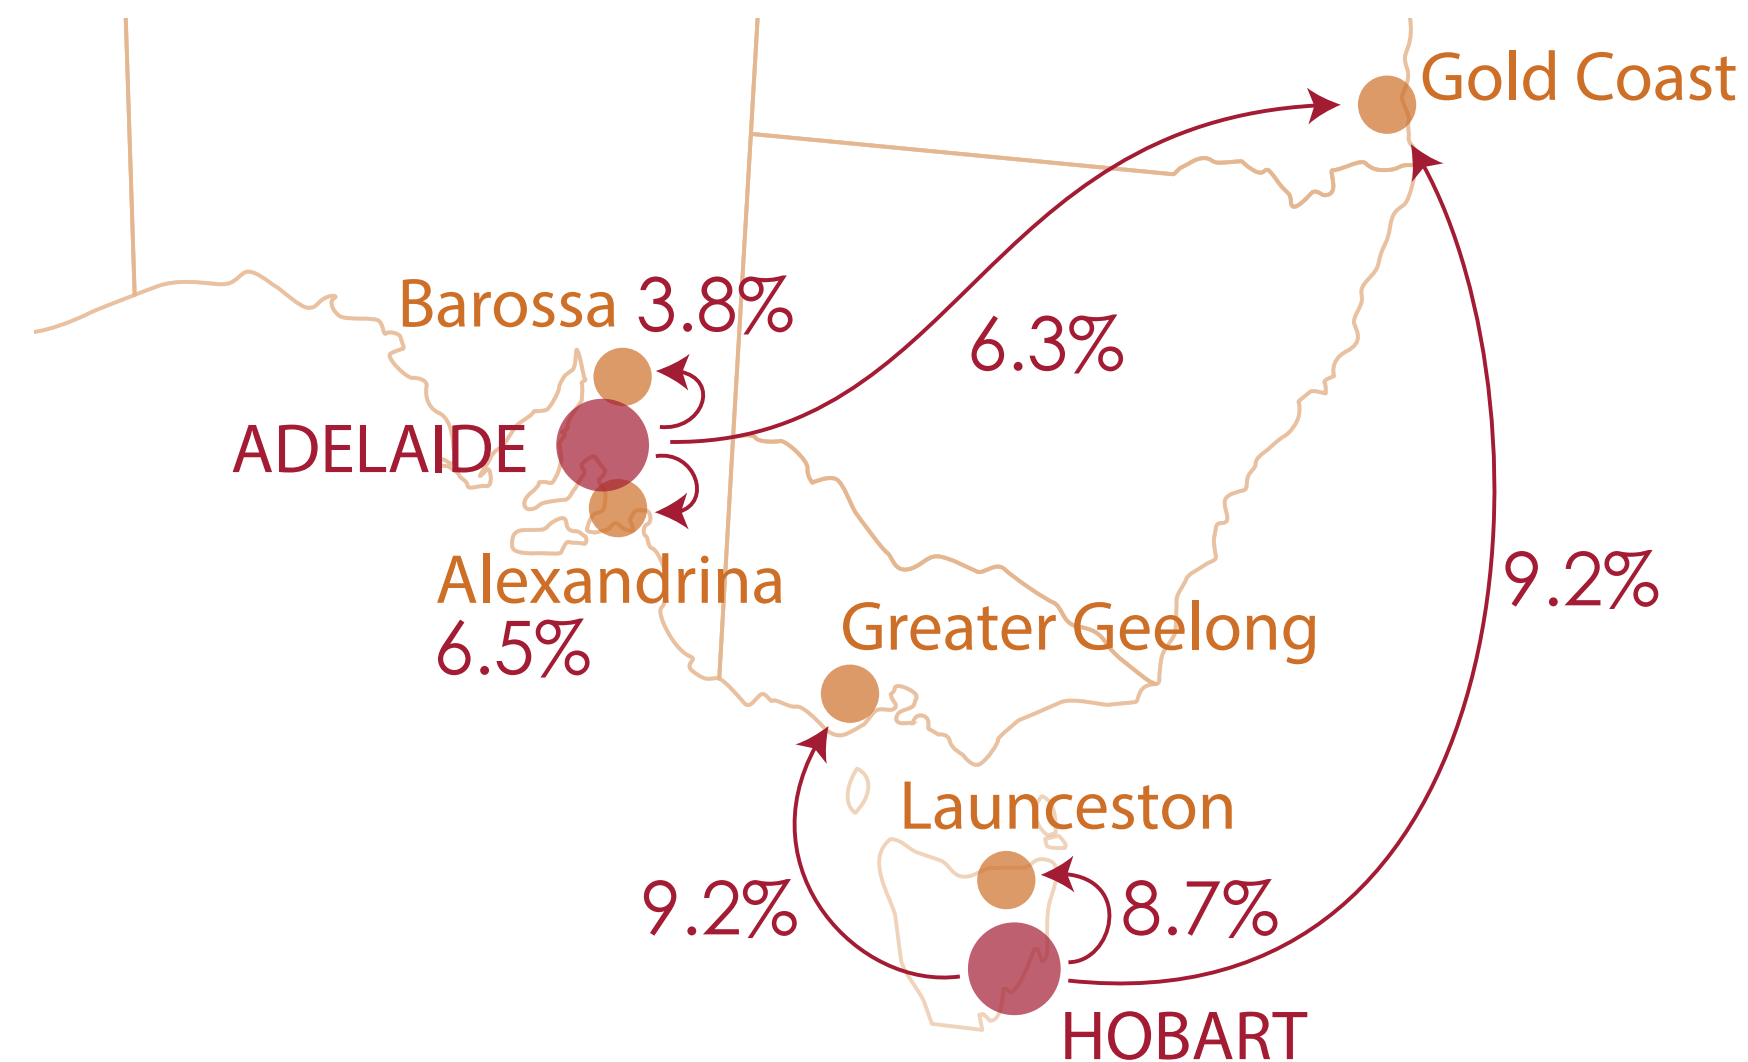 Gold Coast
Barossa 3.8%
6.3%
ADELAIDE
Alexandrina
6.5%
9.2%
Greater Geelong
Launceston
9.2%
8.7%
HOBART